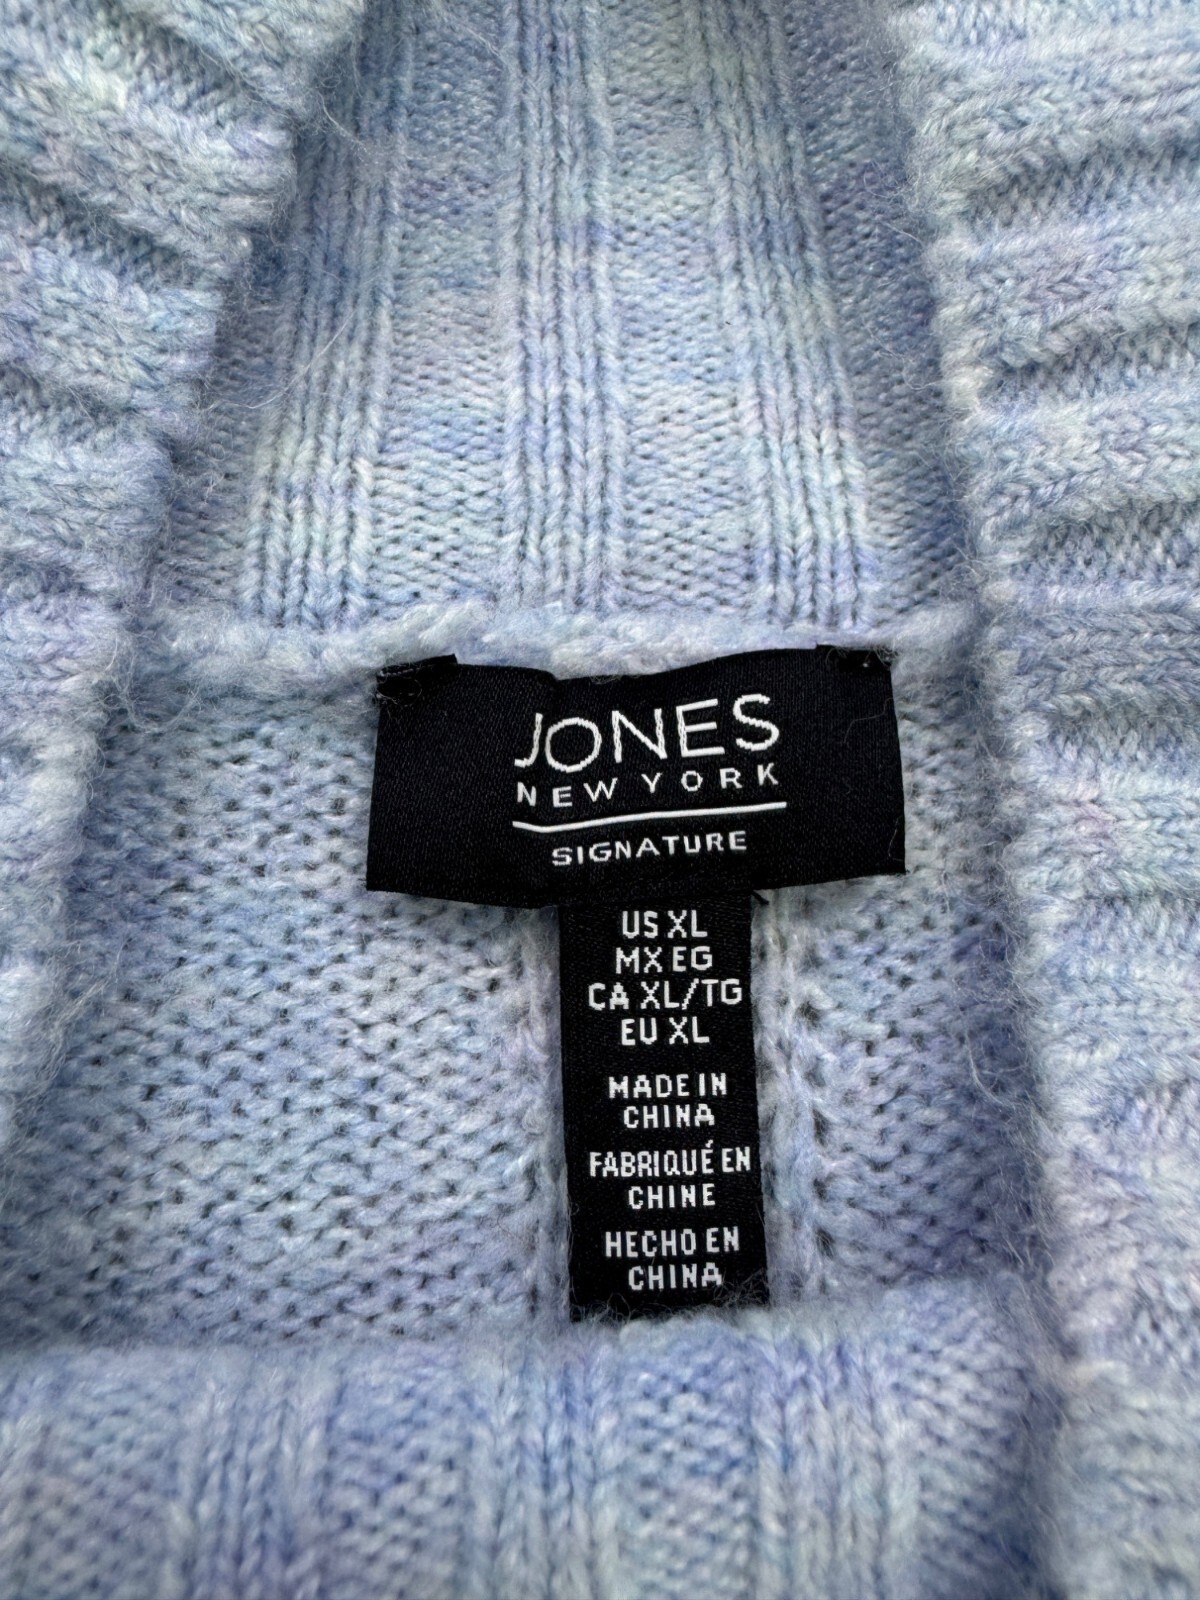 JONES
NEW YORK
SIGNATURE
US XL
MX EG
CA XL/TG
EU XL
MADE IN
CHINA
FABRIQUÉ EN
CHINE
HECHO EN
CHINA